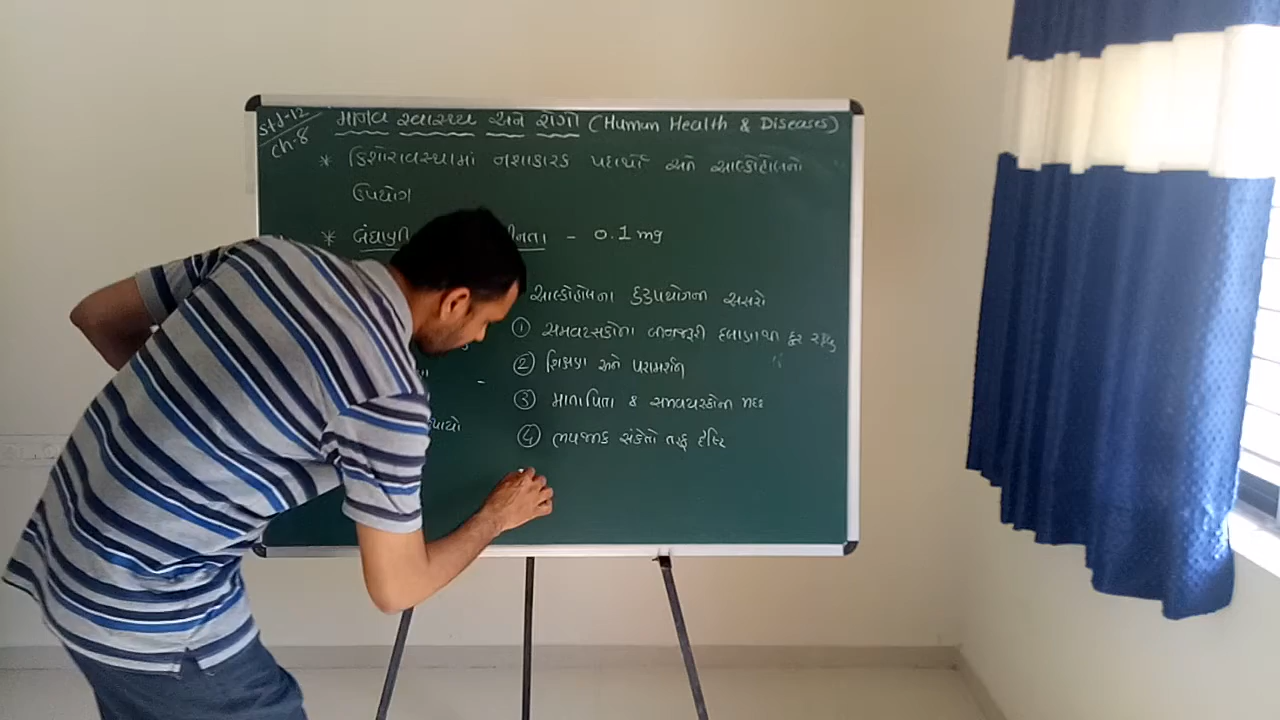 Std-12
ch-8
માનવ સ્વાસ્થ્ય અને રોગો (Human Health & Diseases)
* કિશોરાવસ્થામાં નશાકારક પદાર્થો અને આલ્કોહોલનો
ઉપયોગ
* બંધાણી - 0.1 mg
આલ્કોહોલના દુરુપયોગની અસરો
① સમવયસ્કોના બીનજરૂરી દબાણથી દૂર રહેવુ
② શિક્ષણ અને પરામર્શન
③ માતાપિતા & સમવયસ્કોની મદદ
④ ભયજનક સંકેતો તરફ દૃષ્ટિ